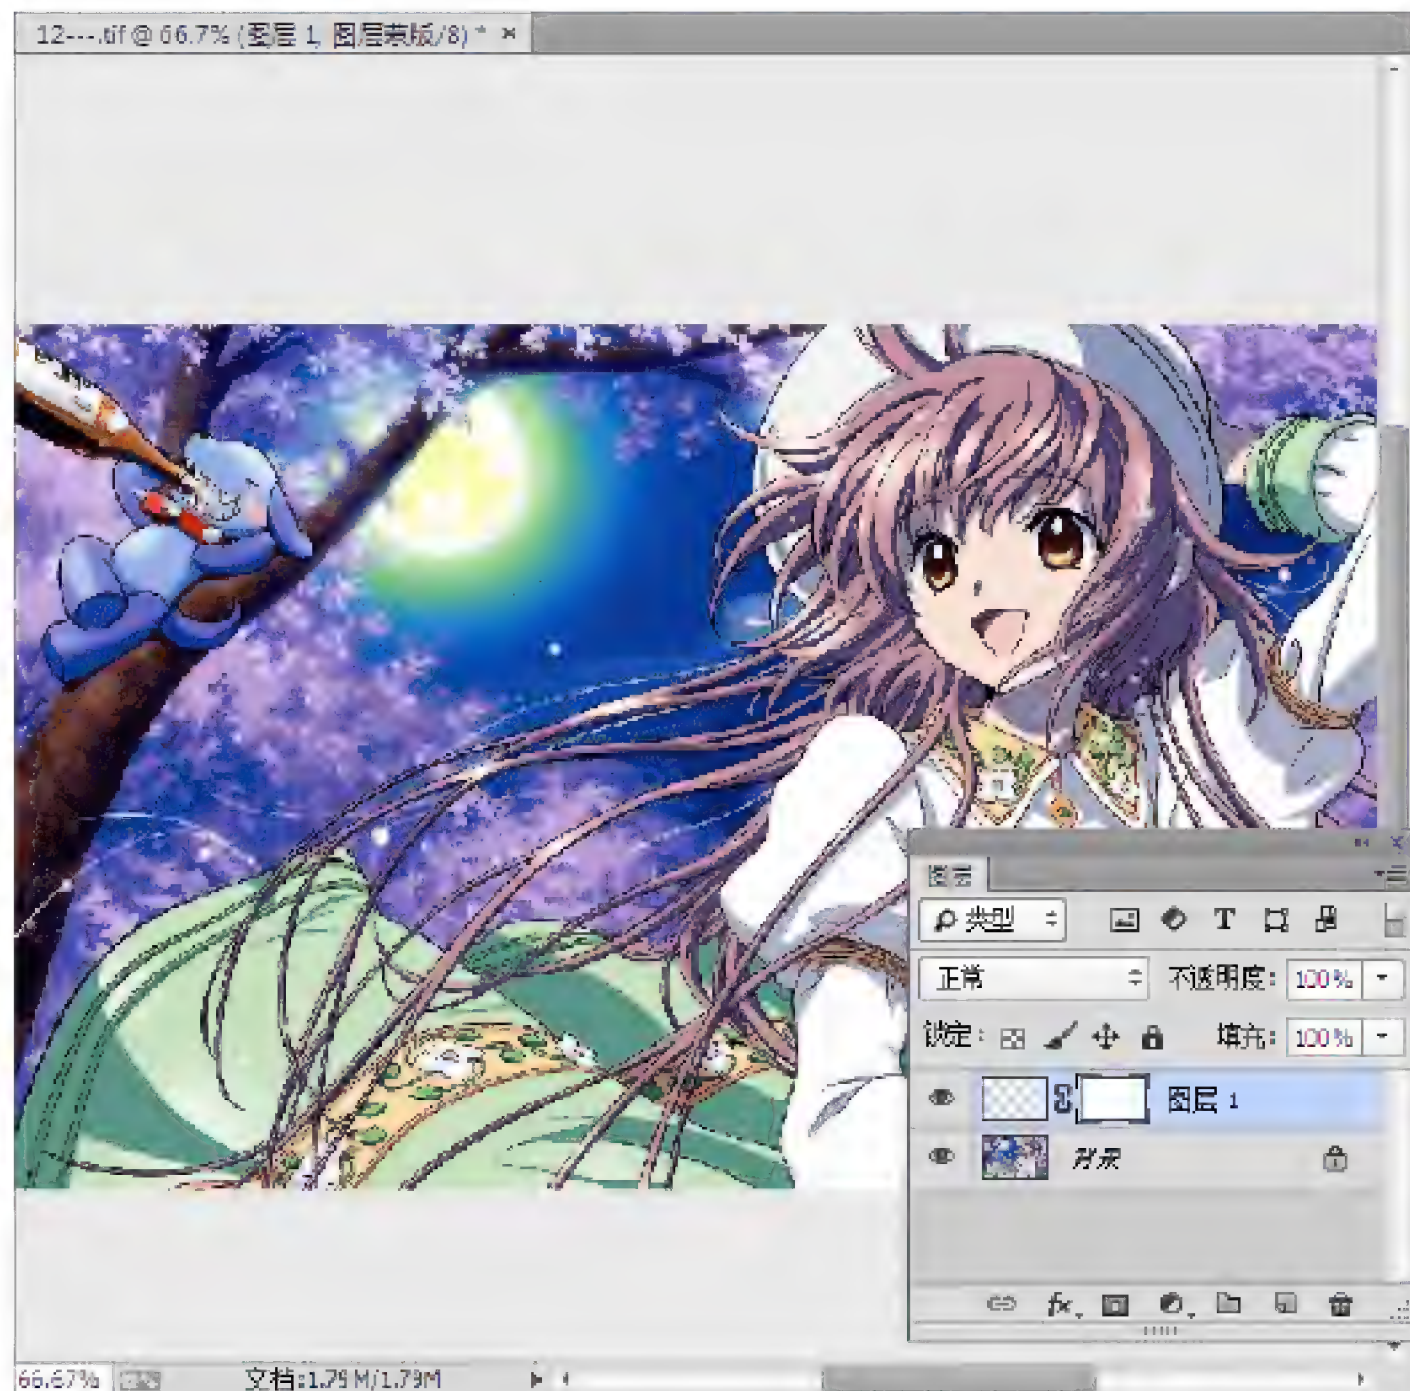 12---.tif @ 66.7% (图层 1, 图层蒙版/8) * ×
图层
类型
正常 不透明度: 100%
锁定: 填充: 100%
图层 1
背景
fx
66.67% 文档:1.79M/1.79M